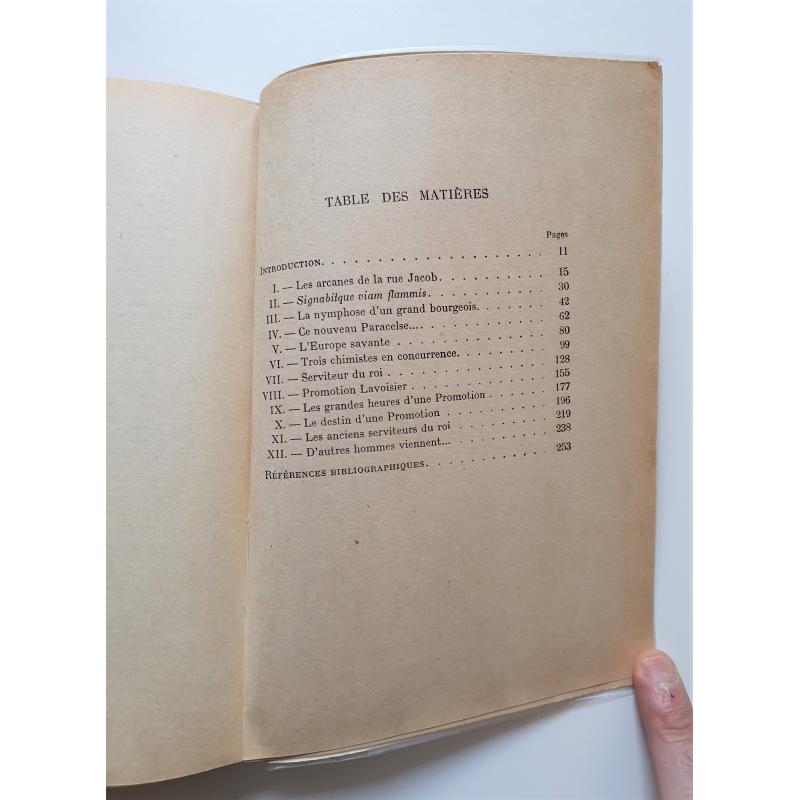 TABLE DES MATIÈRES
Pages
INTRODUCTION. . . . . . . . . . . . . . . . . . . . 11
I. — Les arcanes de la rue Jacob. . . . . . . . . . 15
II. — Signabilque viam flammis. . . . . . . . . . . 30
III. — La nymphose d'un grand bourgeois. . . . . . . 42
IV. — Ce nouveau Paracelse... . . . . . . . . . . . 62
V. — L'Europe savante . . . . . . . . . . . . . . . 80
VI. — Trois chimistes en concurrence. . . . . . . . 99
VII. — Serviteur du roi . . . . . . . . . . . . . . 128
VIII. — Promotion Lavoisier . . . . . . . . . . . . 155
IX. — Les grandes heures d'une Promotion . . . . . . 177
X. — Le destin d'une Promotion . . . . . . . . . . . 196
XI. — Les anciens serviteurs du roi . . . . . . . . 219
XII. — D'autres hommes viennent... . . . . . . . . . 238
RÉFÉRENCES BIBLIOGRAPHIQUES. . . . . . . . . . . . 253